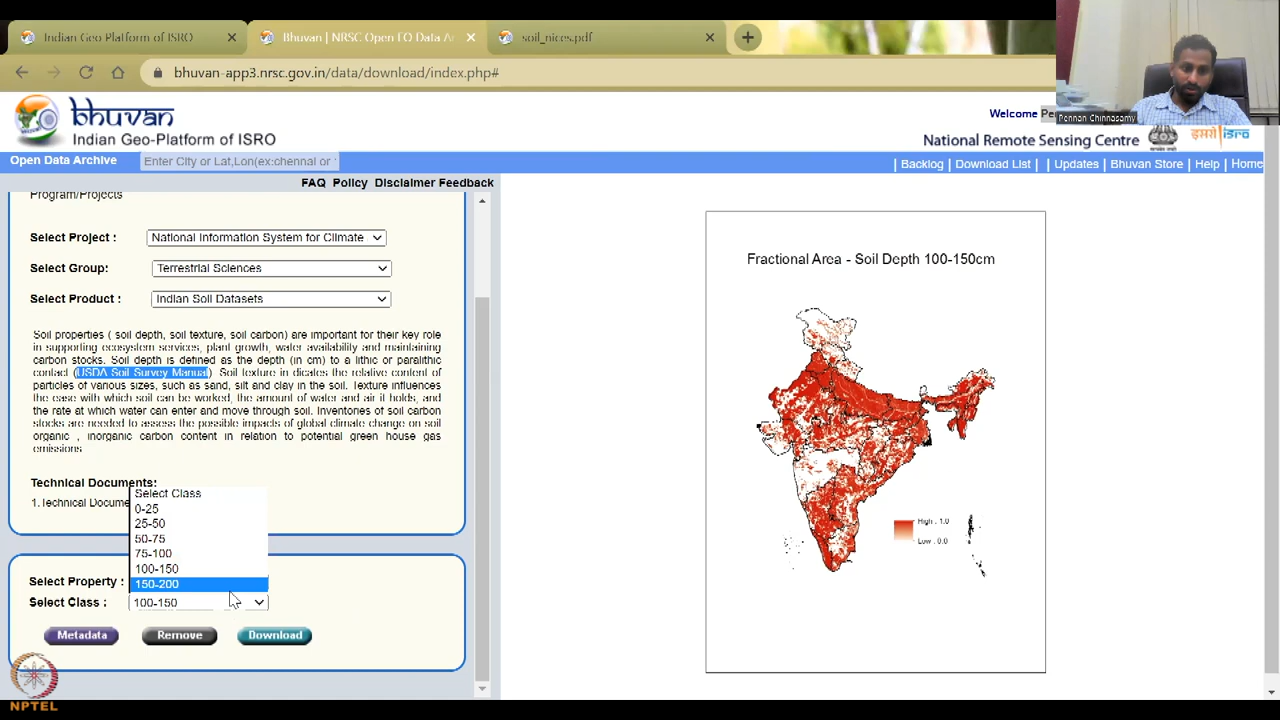 Indian Geo Platform of ISRO
Bhuvan | NRSC Open EO Data Ar
soil_nices.pdf
bhuvan-app3.nrsc.gov.in/data/download/index.php#
Pennan Chinnasamy
bhuvan
Indian Geo-Platform of ISRO
Welcome Pe
National Remote Sensing Centre
इसरो isro
Open Data Archive
Enter City or Lat,Lon(ex:chennai or
| Backlog | Download List | | Updates | Bhuvan Store | Help | Home
FAQ Policy Disclaimer Feedback
Program/Projects
Select Project : National Information System for Climate
Select Group: Terrestrial Sciences
Select Product : Indian Soil Datasets
Soil properties ( soil depth, soil texture, soil carbon) are important for their key role
in supporting ecosystem services, plant growth, water availability and maintaining
carbon stocks. Soil depth is defined as the depth (in cm) to a lithic or paralithic
contact (USDA Soil Survey Manual). Soil texture in dicates the relative content of
particles of various sizes, such as sand, silt and clay in the soil. Texture influences
the ease with which soil can be worked, the amount of water and air it holds, and
the rate at which water can enter and move through soil. Inventories of soil carbon
stocks are needed to assess the possible impacts of global climate change on soil
organic , inorganic carbon content in relation to potential green house gas
emissions
Technical Documents:
1.Technical Docume
Select Class
0-25
25-50
50-75
75-100
100-150
150-200
Select Property :
Select Class : 100-150
Metadata Remove Download
Fractional Area - Soil Depth 100-150cm
High : 1.0
Low : 0.0
NPTEL